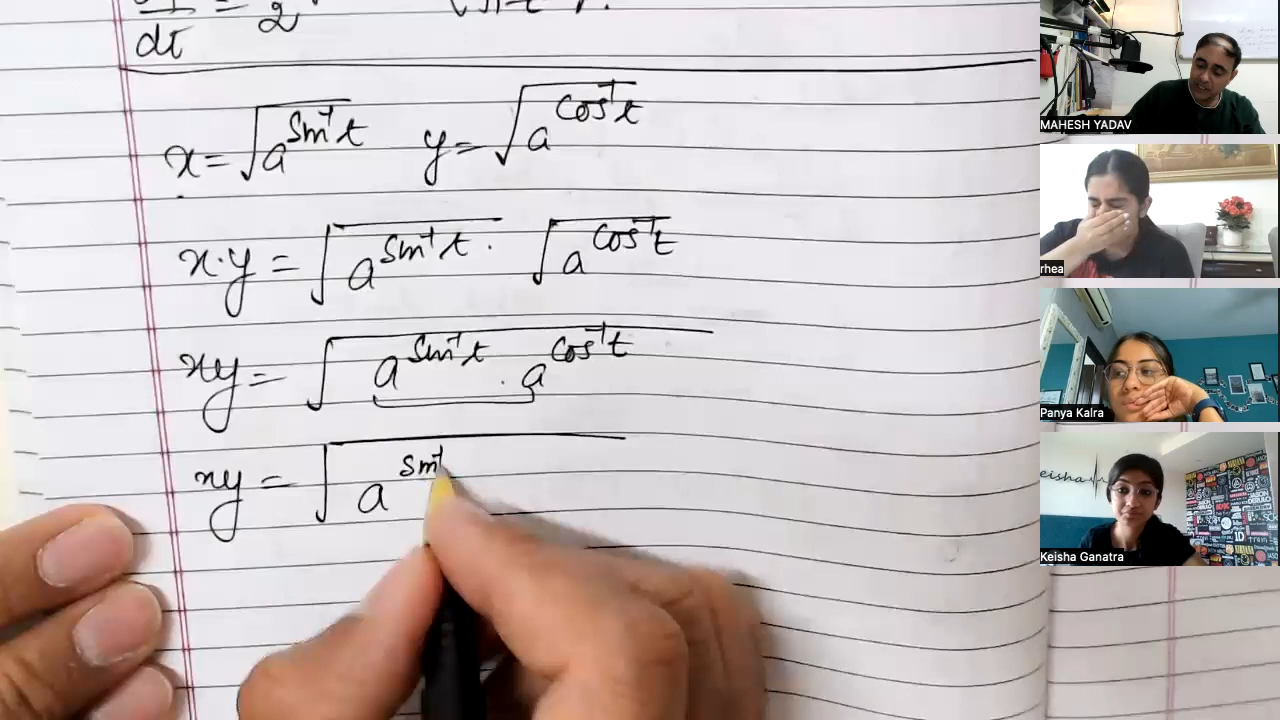 x = √a^sin⁻¹t y = √a^cos⁻¹t
x·y = √a^sin⁻¹t · √a^cos⁻¹t
xy = √a^sin⁻¹t · a^cos⁻¹t
xy = √a^sin⁻¹
MAHESH YADAV
rhea
Panya Kalra
keisha
Keisha Ganatra